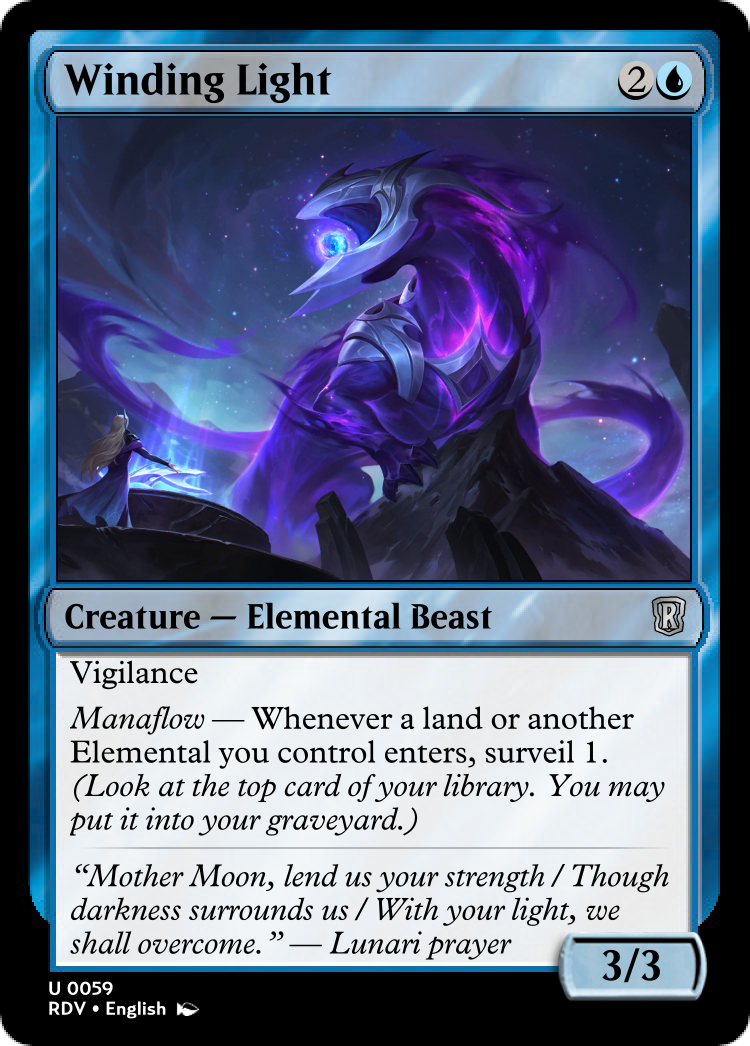 Winding Light
2
Creature — Elemental Beast
R
Vigilance
Manaflow — Whenever a land or another
Elemental you control enters, surveil 1.
(Look at the top card of your library. You may
put it into your graveyard.)
“Mother Moon, lend us your strength / Though
darkness surrounds us / With your light, we
shall overcome.” — Lunari prayer
3/3
U 0059
RDV • English